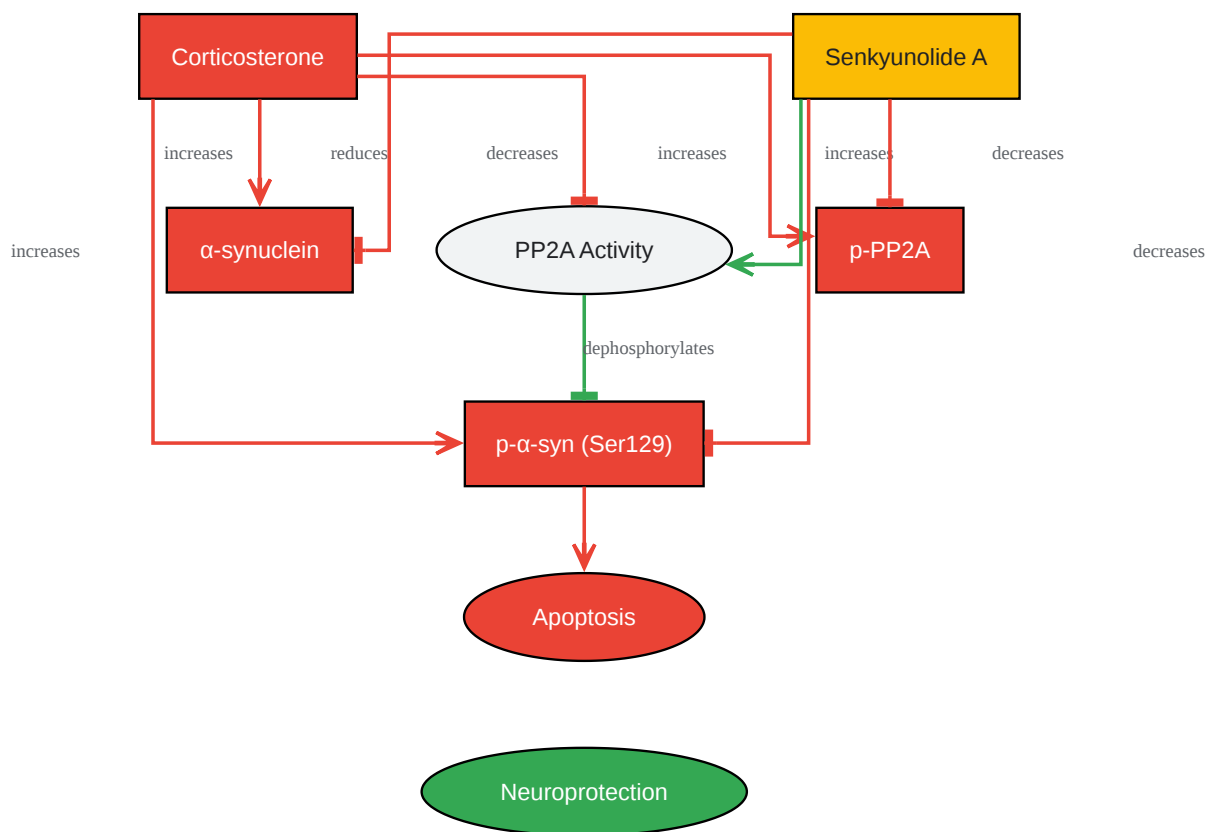 Corticosterone
Senkyunolide A
increases
reduces
decreases
increases
increases
decreases
increases
α-synuclein
PP2A Activity
p-PP2A
decreases
dephosphorylates
p-α-syn (Ser129)
Apoptosis
Neuroprotection